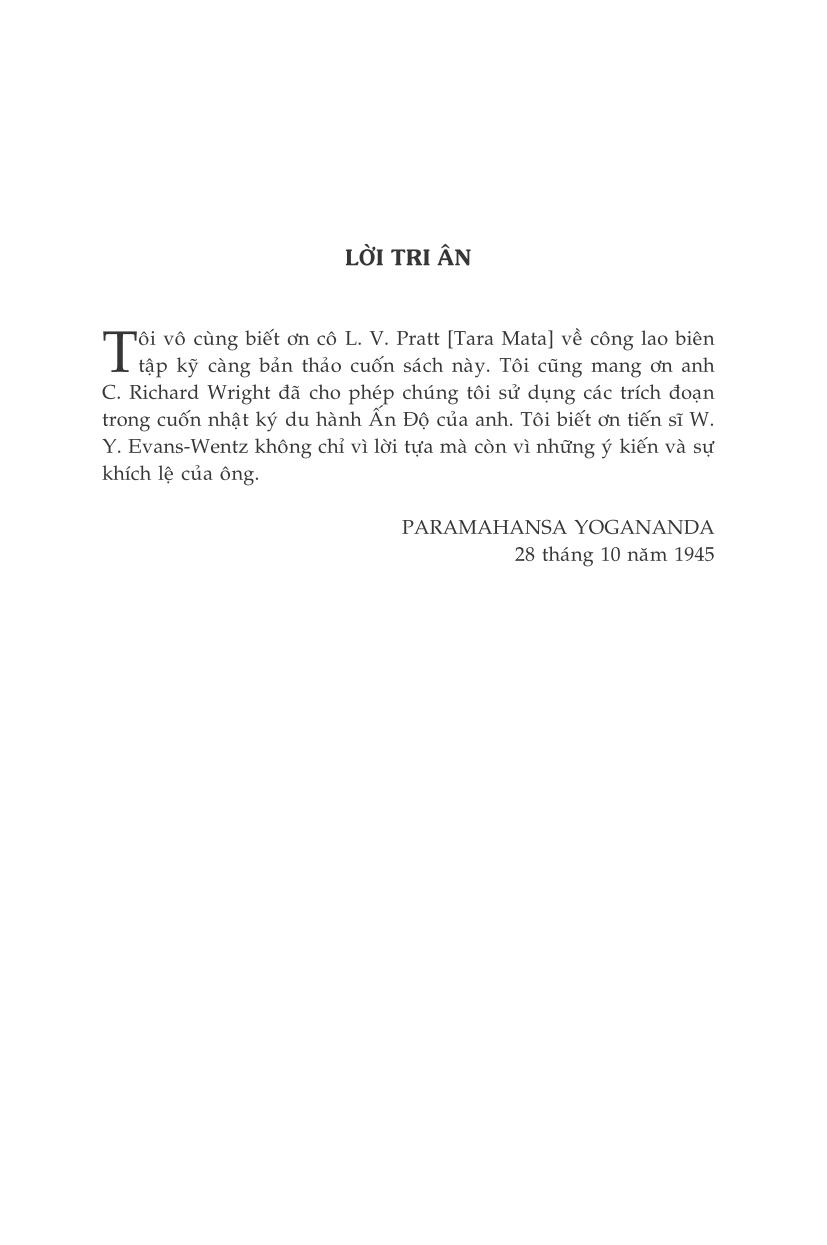 LỜI TRI ÂN
Tôi vô cùng biết ơn cô L. V. Pratt [Tara Mata] về công lao biên
tập kỹ càng bản thảo cuốn sách này. Tôi cũng mang ơn anh
C. Richard Wright đã cho phép chúng tôi sử dụng các trích đoạn
trong cuốn nhật ký du hành Ấn Độ của anh. Tôi biết ơn tiến sĩ W.
Y. Evans-Wentz không chỉ vì lời tựa mà còn vì những ý kiến và sự
khích lệ của ông.
PARAMAHANSA YOGANANDA
28 tháng 10 năm 1945